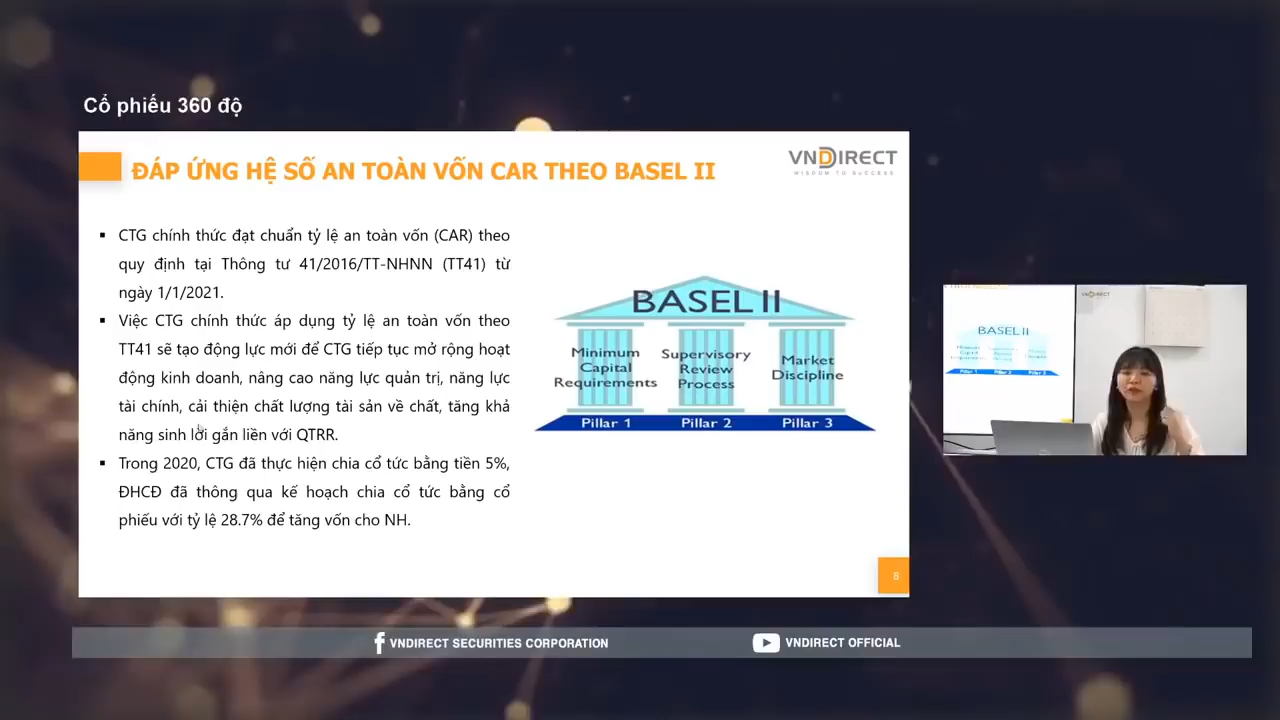 Cổ phiếu 360 độ
ĐÁP ỨNG HỆ SỐ AN TOÀN VỐN CAR THEO BASEL II
VNDIRECT
WISDOM TO SUCCESS
▪ CTG chính thức đạt chuẩn tỷ lệ an toàn vốn (CAR) theo
quy định tại Thông tư 41/2016/TT-NHNN (TT41) từ
ngày 1/1/2021.
▪ Việc CTG chính thức áp dụng tỷ lệ an toàn vốn theo
TT41 sẽ tạo động lực mới để CTG tiếp tục mở rộng hoạt
động kinh doanh, nâng cao năng lực quản trị, năng lực
tài chính, cải thiện chất lượng tài sản về chất, tăng khả
năng sinh lời gắn liền với QTRR.
▪ Trong 2020, CTG đã thực hiện chia cổ tức bằng tiền 5%,
ĐHCĐ đã thông qua kế hoạch chia cổ tức bằng cổ
phiếu với tỷ lệ 28.7% để tăng vốn cho NH.
BASEL II
Minimum
Capital
Requirements
Supervisory
Review
Process
Market
Discipline
Pillar 1
Pillar 2
Pillar 3
8
VNDIRECT
BASEL II
Pillar 1
Pillar 2
Pillar 3
VNDIRECT SECURITIES CORPORATION
VNDIRECT OFFICIAL